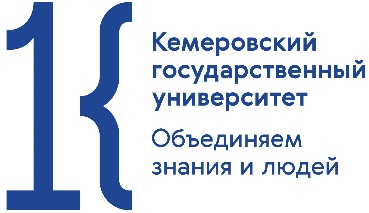 Кемеровский
государственный
университет
Объединяем
знания и людей